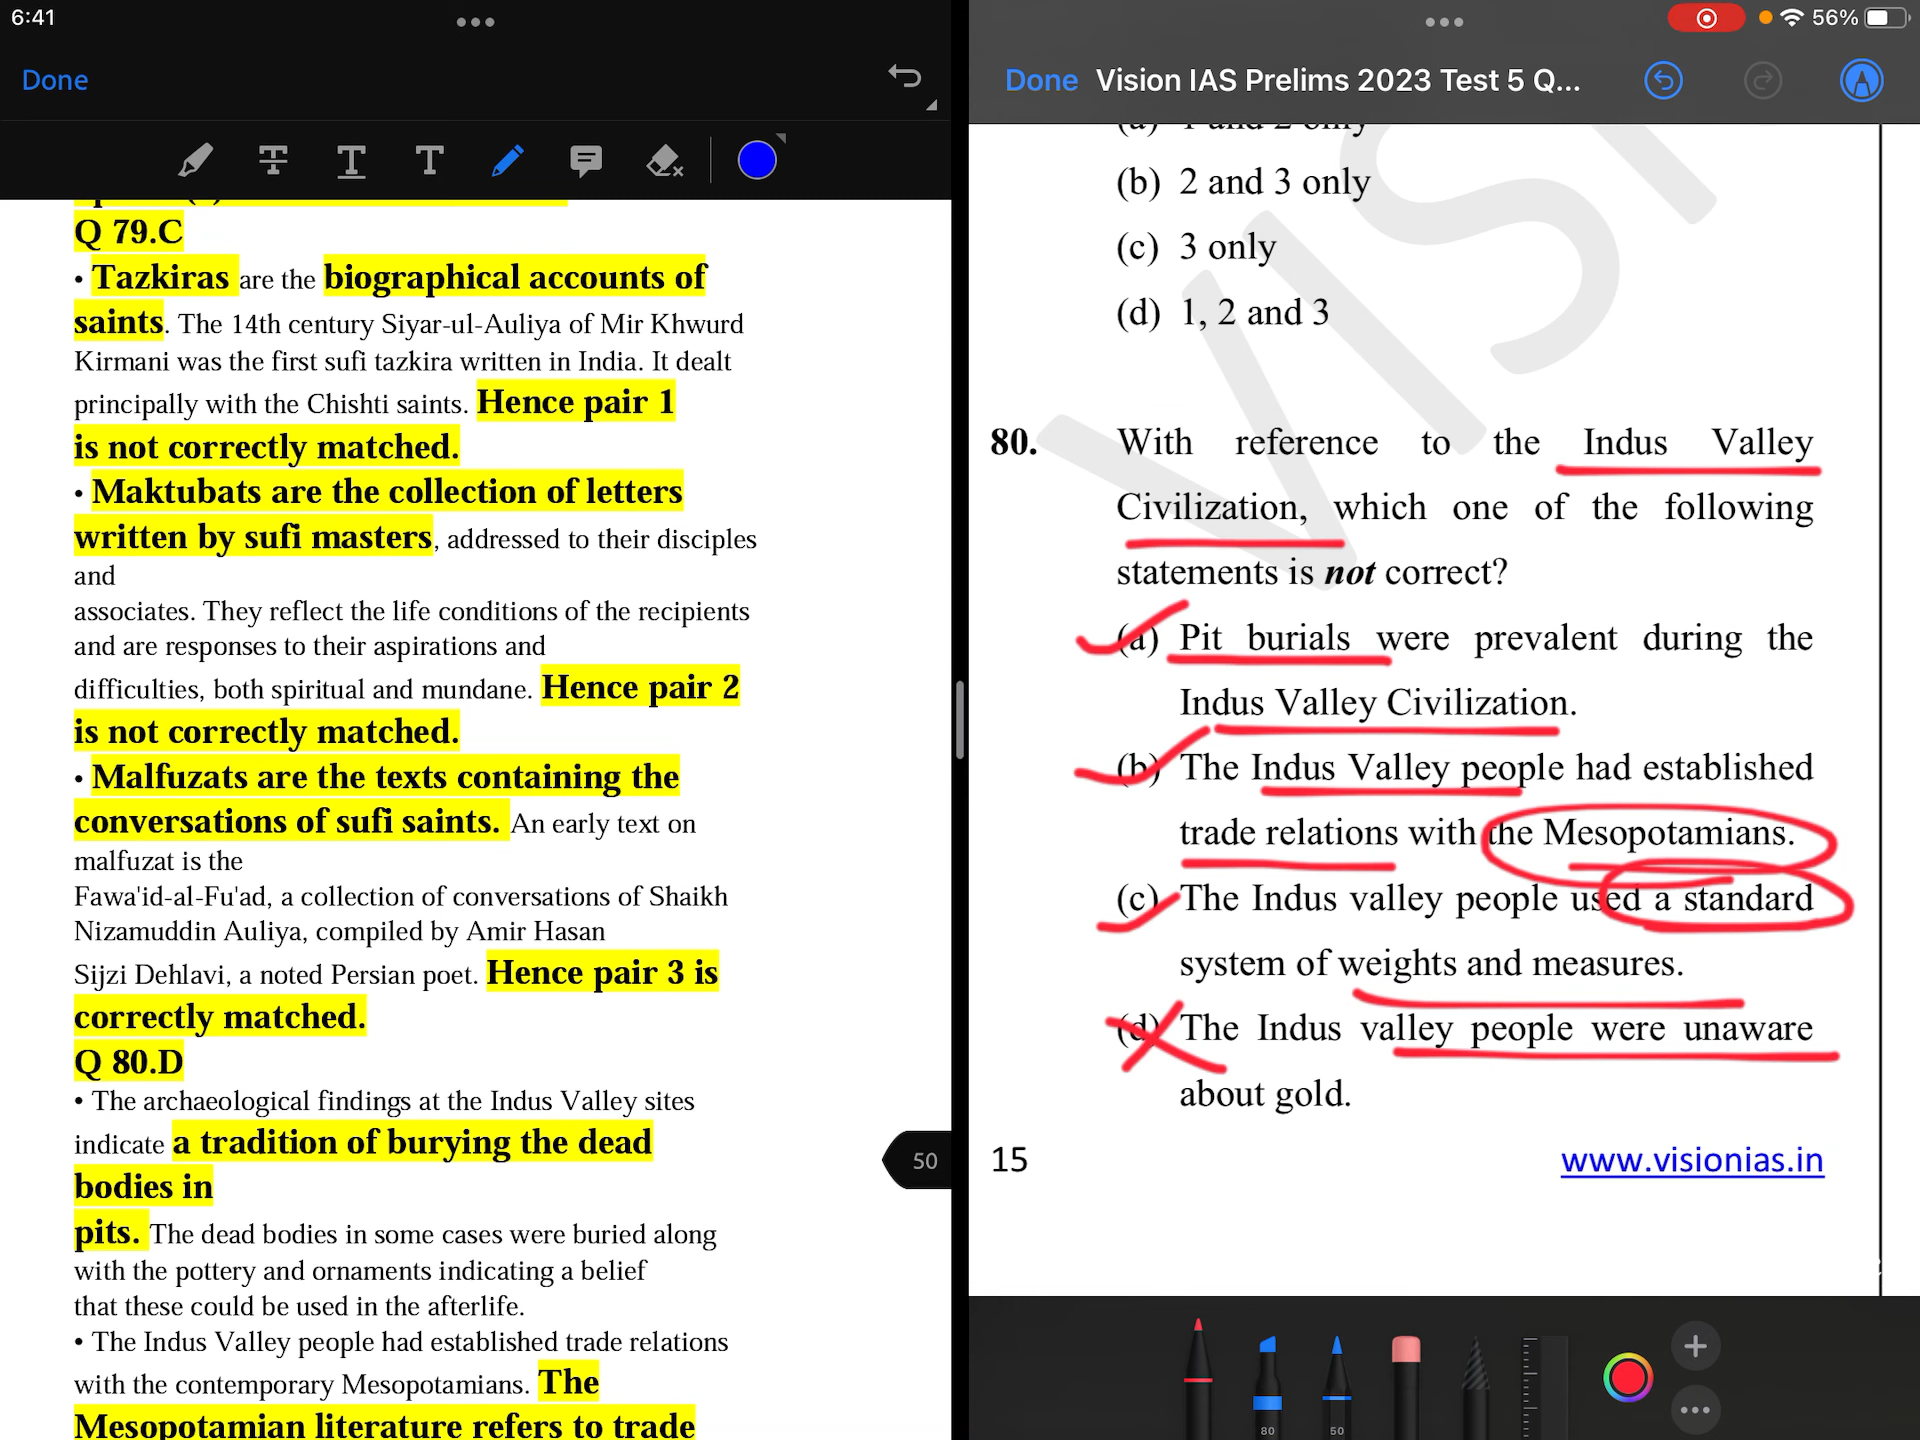 6:41
Done
Q 79.C
• Tazkiras are the biographical accounts of
saints. The 14th century Siyar-ul-Auliya of Mir Khwurd
Kirmani was the first sufi tazkira written in India. It dealt
principally with the Chishti saints. Hence pair 1
is not correctly matched.
• Maktubats are the collection of letters
written by sufi masters, addressed to their disciples
and
associates. They reflect the life conditions of the recipients
and are responses to their aspirations and
difficulties, both spiritual and mundane. Hence pair 2
is not correctly matched.
• Malfuzats are the texts containing the
conversations of sufi saints. An early text on
malfuzat is the
Fawa'id-al-Fu'ad, a collection of conversations of Shaikh
Nizamuddin Auliya, compiled by Amir Hasan
Sijzi Dehlavi, a noted Persian poet. Hence pair 3 is
correctly matched.
Q 80.D
• The archaeological findings at the Indus Valley sites
indicate a tradition of burying the dead
bodies in
pits. The dead bodies in some cases were buried along
with the pottery and ornaments indicating a belief
that these could be used in the afterlife.
• The Indus Valley people had established trade relations
with the contemporary Mesopotamians. The
Mesopotamian literature refers to trade
50
56%
Done Vision IAS Prelims 2023 Test 5 Q...
(a) 1 and 2 only
(b) 2 and 3 only
(c) 3 only
(d) 1, 2 and 3
80. With reference to the Indus Valley
Civilization, which one of the following
statements is not correct?
(a) Pit burials were prevalent during the
Indus Valley Civilization.
(b) The Indus Valley people had established
trade relations with the Mesopotamians.
(c) The Indus valley people used a standard
system of weights and measures.
(d) The Indus valley people were unaware
about gold.
15 www.visionias.in
VISI
80
50